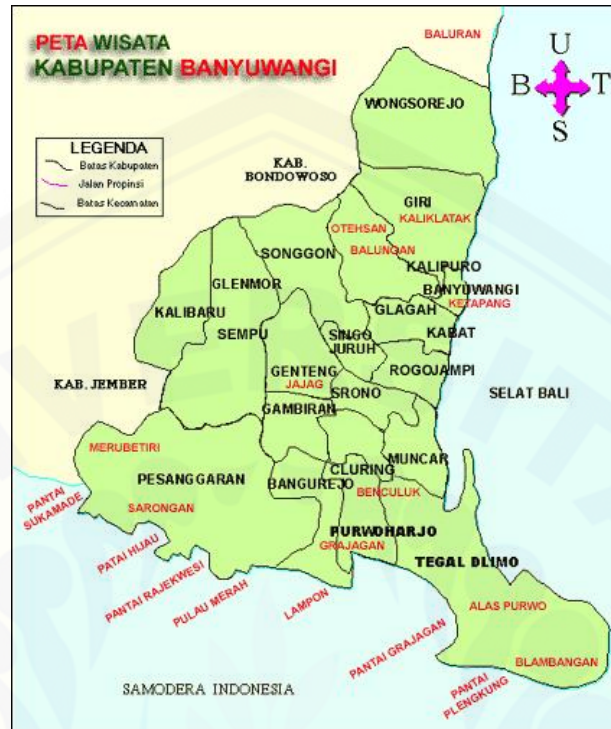 PETA WISATA
KABUPATEN BANYUWANGI
BALURAN
U
B T
S
WONGSOREJO
LEGENDA
Batas Kabupaten
Jalan Propinsi
Batas Kecamatan
KAB.
BONDOWOSO
GIRI
KALIKLATAK
OTEHSAN
BALUNGAN
SONGGON
KALIPURO
GLENMOR
BANYUWANGI
KETAPANG
KALIBARU
GLAGAH
SEMPU
SINGO
JURUH
KABAT
GENTENG
JAJAG
ROGOJAMPI
KAB. JEMBER
SRONO
SELAT BALI
GAMBIRAN
MERUBETIRI
MUNCAR
PESANGGARAN
BANGUREJO
CLURING
BENCULUK
PANTAI
SUKAMADE
SARONGAN
PURWOHARJO
GRAJAGAN
PATAI HIJAU
TEGAL DLIMO
PANTAI RAJEKWESI
PULAU MERAH
LAMPON
ALAS PURWO
PANTAI GRAJAGAN
BLAMBANGAN
PANTAI
PLENGKUNG
SAMODERA INDONESIA